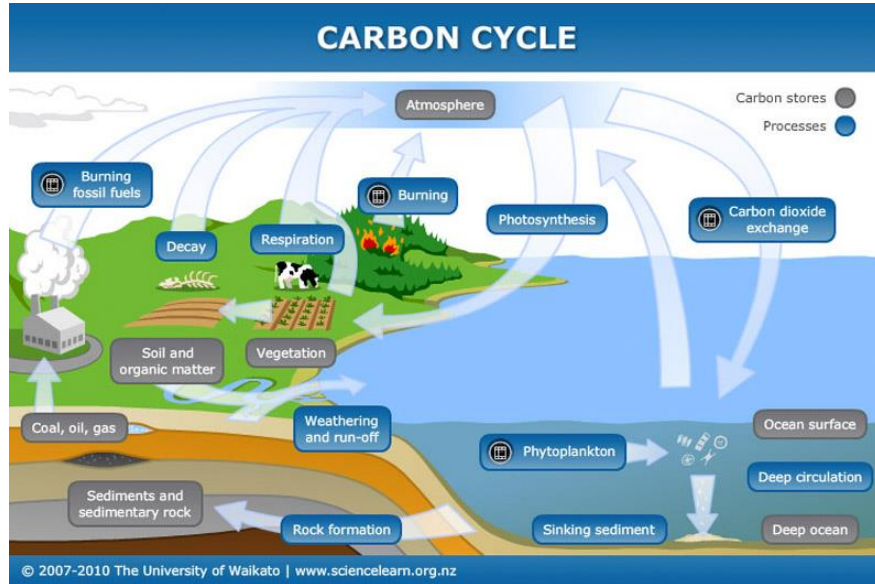 CARBON CYCLE
Atmosphere
Carbon stores
Processes
Burning
fossil fuels
Burning
Decay
Respiration
Photosynthesis
Carbon dioxide
exchange
Soil and
organic matter
Vegetation
Coal, oil, gas
Weathering
and run-off
Ocean surface
Phytoplankton
Deep circulation
Sediments and
sedimentary rock
Rock formation
Sinking sediment
Deep ocean
© 2007-2010 The University of Waikato | www.sciencelearn.org.nz